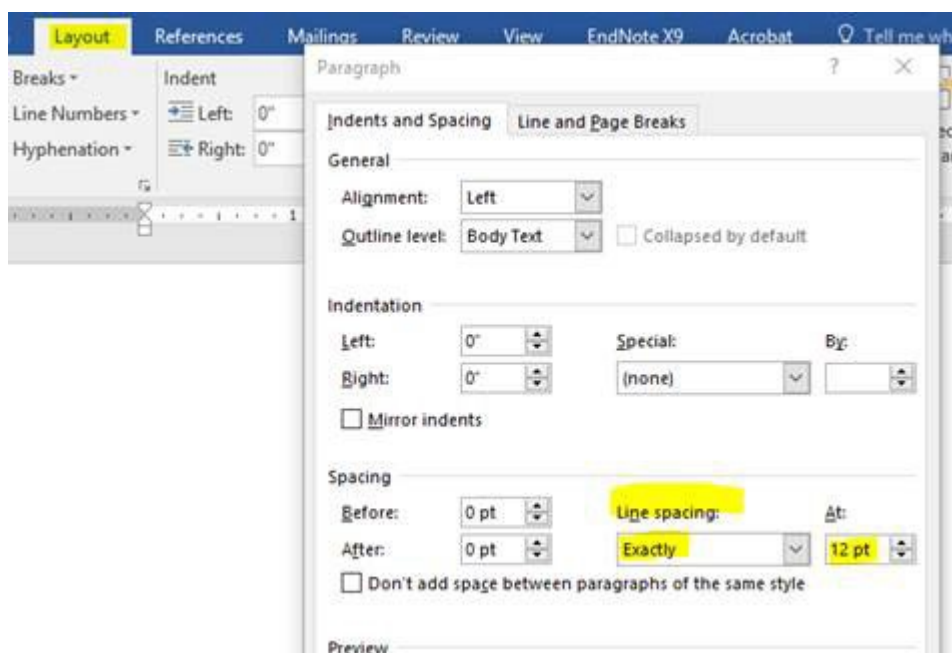 Layout References Mailings Review View EndNote X9 Acrobat Tell me
Paragraph ? ×
Breaks
Indent
Line Numbers
Left: 0"
Hyphenation
Right: 0"
1
Indents and Spacing Line and Page Breaks
General
Alignment: Left
Outline level: Body Text Collapsed by default
Indentation
Left: 0" Special: By:
Right: 0" (none)
Mirror indents
Spacing
Before: 0 pt Line spacing: At:
After: 0 pt Exactly 12 pt
Don't add space between paragraphs of the same style
Preview